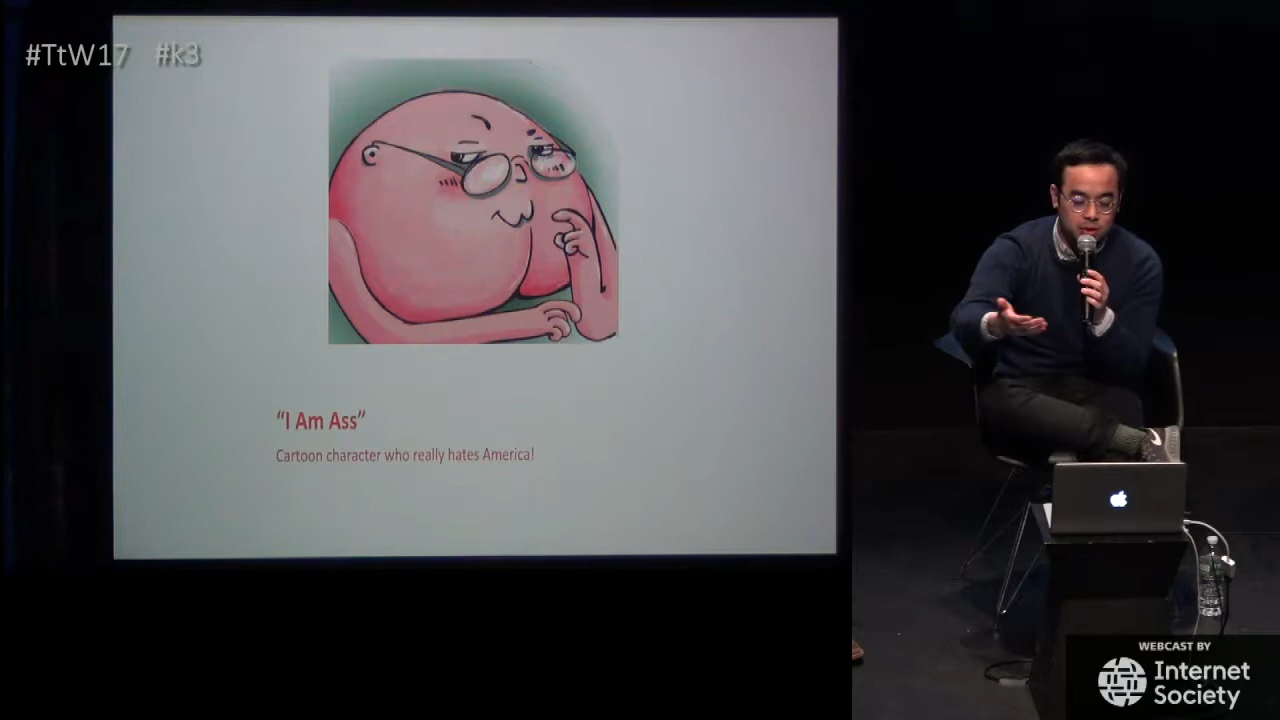 #TtW17 #k3
“I Am Ass”
Cartoon character who really hates America!
WEBCAST BY
Internet
Society